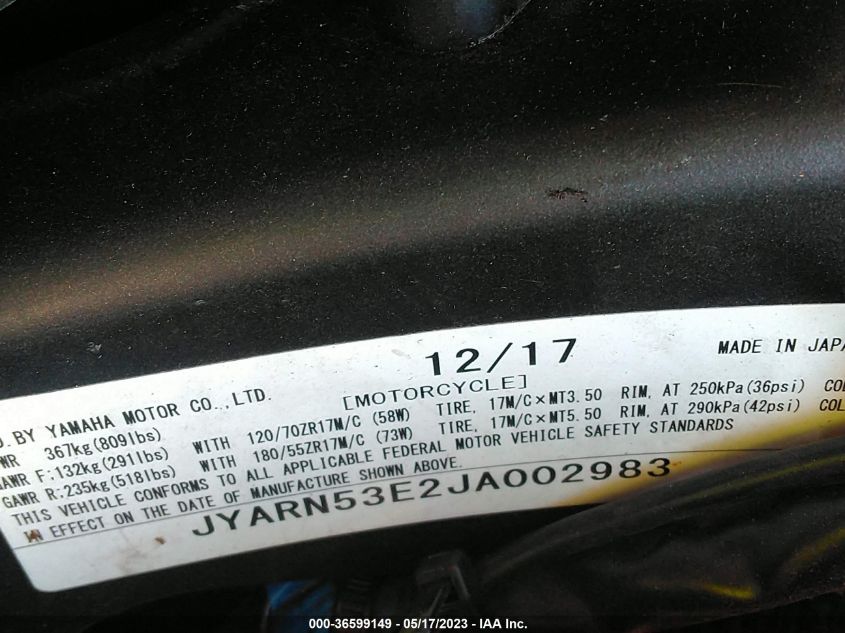 12/17 MADE IN JAPA
D. BY YAMAHA MOTOR CO.,LTD. [MOTORCYCLE]
WR 367kg(809lbs)
GAWR F:132kg(291lbs) WITH 120/70ZR17M/C (58W) TIRE, 17M/C×MT3.50 RIM, AT 250kPa(36psi) COL
GAWR R:235kg(518lbs) WITH 180/55ZR17M/C (73W) TIRE, 17M/C×MT5.50 RIM, AT 290kPa(42psi) COL
THIS VEHICLE CONFORMS TO ALL APPLICABLE FEDERAL MOTOR VEHICLE SAFETY STANDARDS
IN EFFECT ON THE DATE OF MANUFACTURE SHOWN ABOVE.
JYARN53E2JA002983
000-36599149 - 05/17/2023 - IAA Inc.